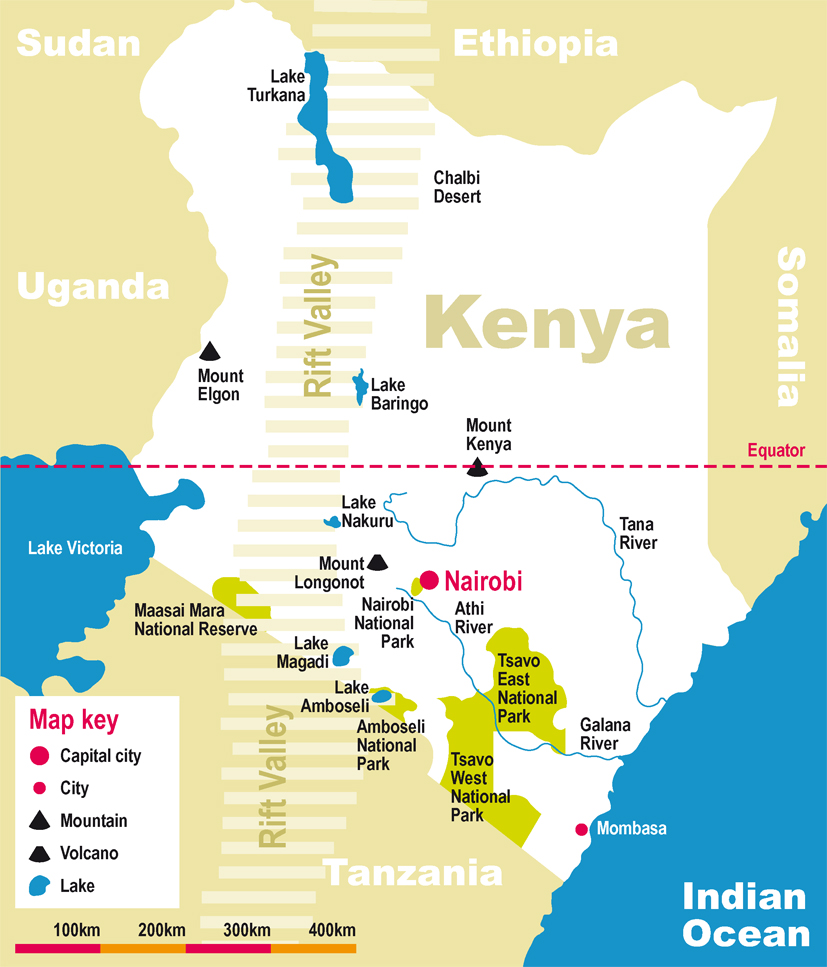 Sudan
Ethiopia
Lake
Turkana
Chalbi
Desert
Uganda
Rift Valley
Kenya
Somalia
Mount
Elgon
Lake
Baringo
Mount
Kenya
Equator
Lake
Nakuru
Tana
River
Lake Victoria
Mount
Longonot
Nairobi
Maasai Mara
National Reserve
Nairobi
National
Park
Athi
River
Lake
Magadi
Tsavo
East
National
Park
Lake
Amboseli
Amboseli
National
Park
Galana
River
Tsavo
West
National
Park
Rift Valley
Mombasa
Tanzania
Indian
Ocean
Map key
Capital city
City
Mountain
Volcano
Lake
100km 200km 300km 400km